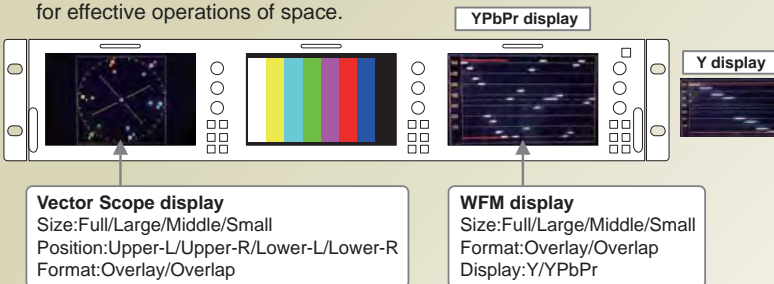 for effective operations of space.
YPbPr display
Y display
Vector Scope display
Size:Full/Large/Middle/Small
Position:Upper-L/Upper-R/Lower-L/Lower-R
Format:Overlay/Overlap
WFM display
Size:Full/Large/Middle/Small
Format:Overlay/Overlap
Display:Y/YPbPr